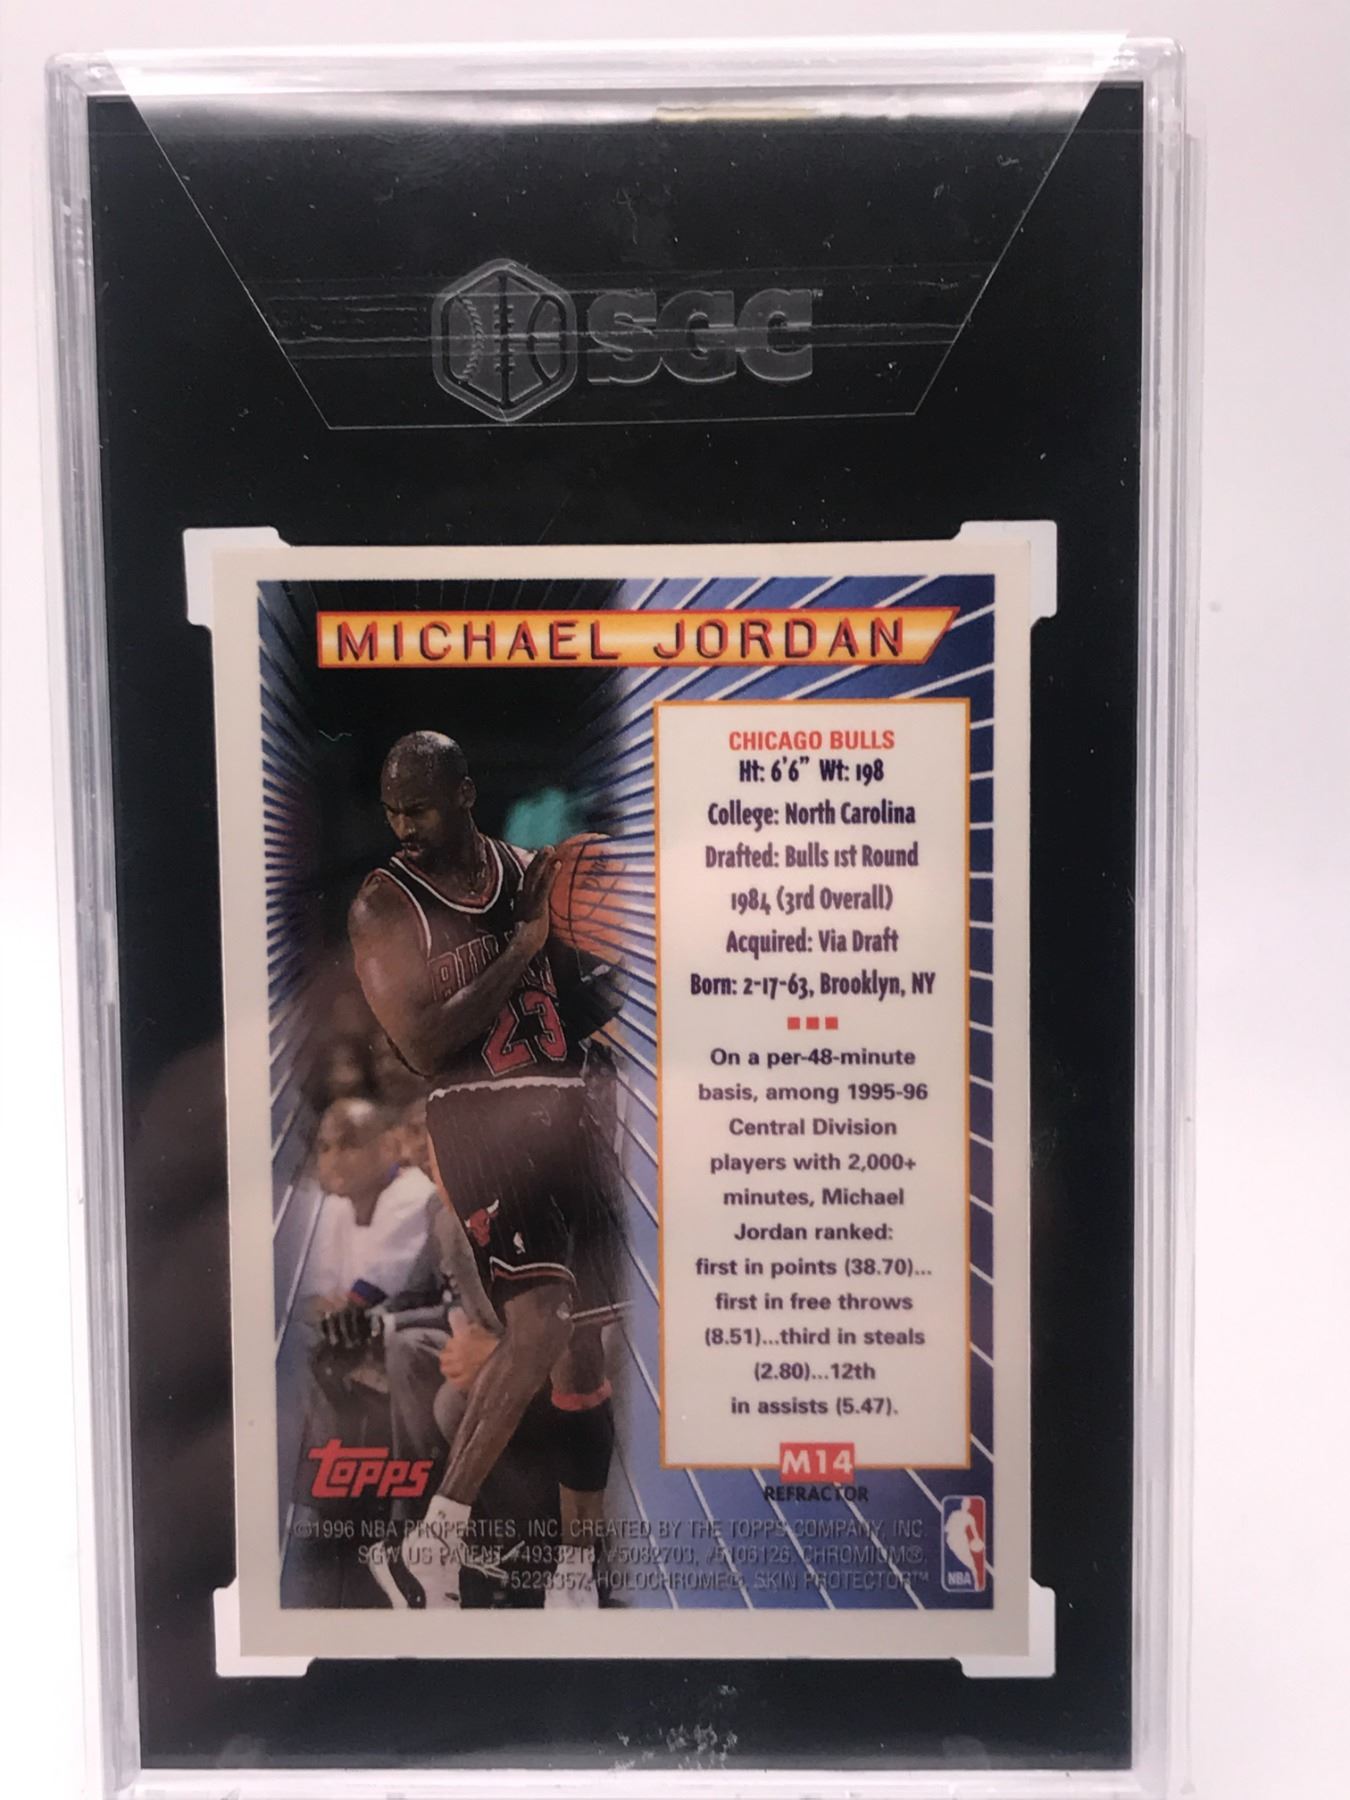 SGC
MICHAEL JORDAN
CHICAGO BULLS
Ht: 6'6" Wt: 198
College: North Carolina
Drafted: Bulls 1st Round
1984 (3rd Overall)
Acquired: Via Draft
Born: 2-17-63, Brooklyn, NY
On a per-48-minute
basis, among 1995-96
Central Division
players with 2,000+
minutes, Michael
Jordan ranked:
first in points (38.70)...
first in free throws
(8.51)...third in steals
(2.80)...12th
in assists (5.47).
BULLS
23
TOPPS
M14
REFRACTOR
©1996 NBA PROPERTIES, INC. CREATED BY THE TOPPS COMPANY, INC.
SGW US PATENT #4933218, #5082703, #5106126. CHROMIUM®,
#5223357, HOLOCHROME®, SKIN PROTECTOR™
NBA